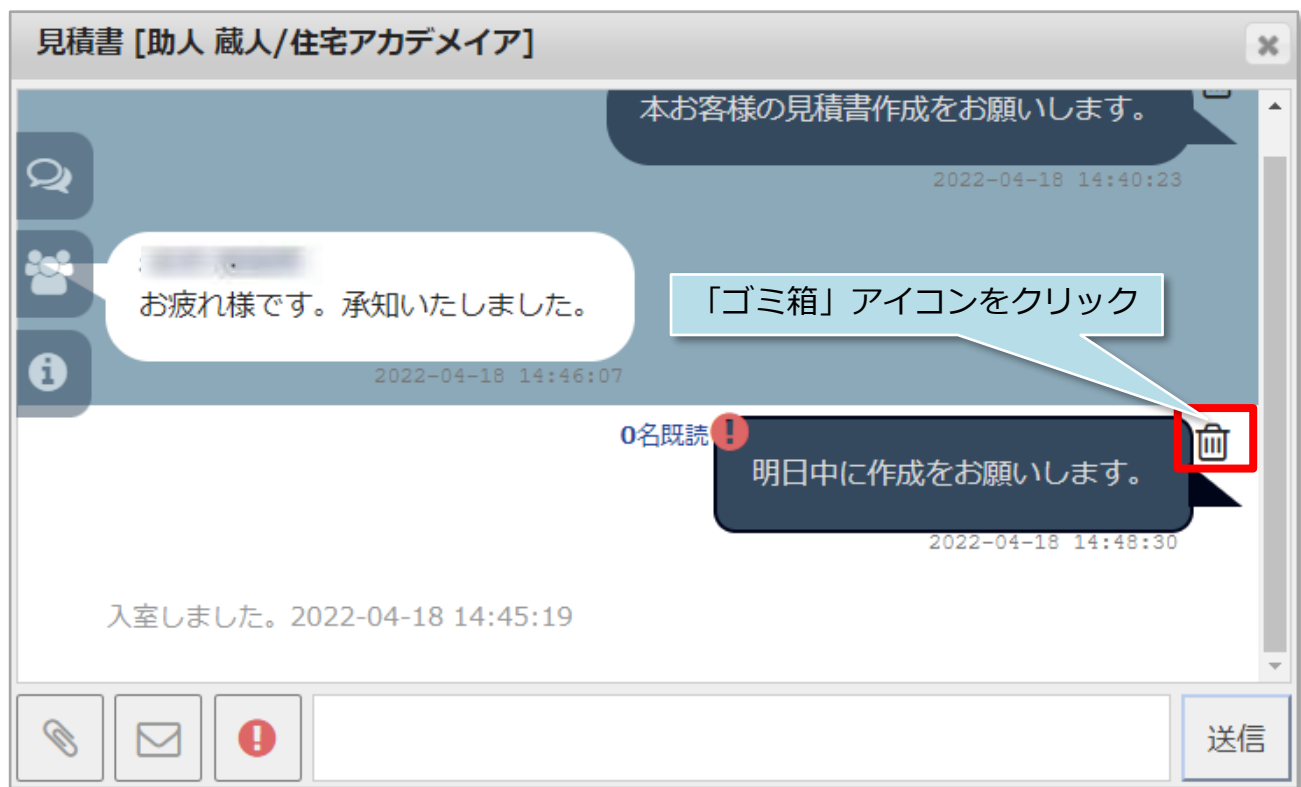 見積書 [助人 蔵人/住宅アカデメイア]
本お客様の見積書作成をお願いします。
2022-04-18 14:40:23
お疲れ様です。承知いたしました。
2022-04-18 14:46:07
「ゴミ箱」アイコンをクリック
0名既読
明日中に作成をお願いします。
2022-04-18 14:48:30
入室しました。2022-04-18 14:45:19
送信